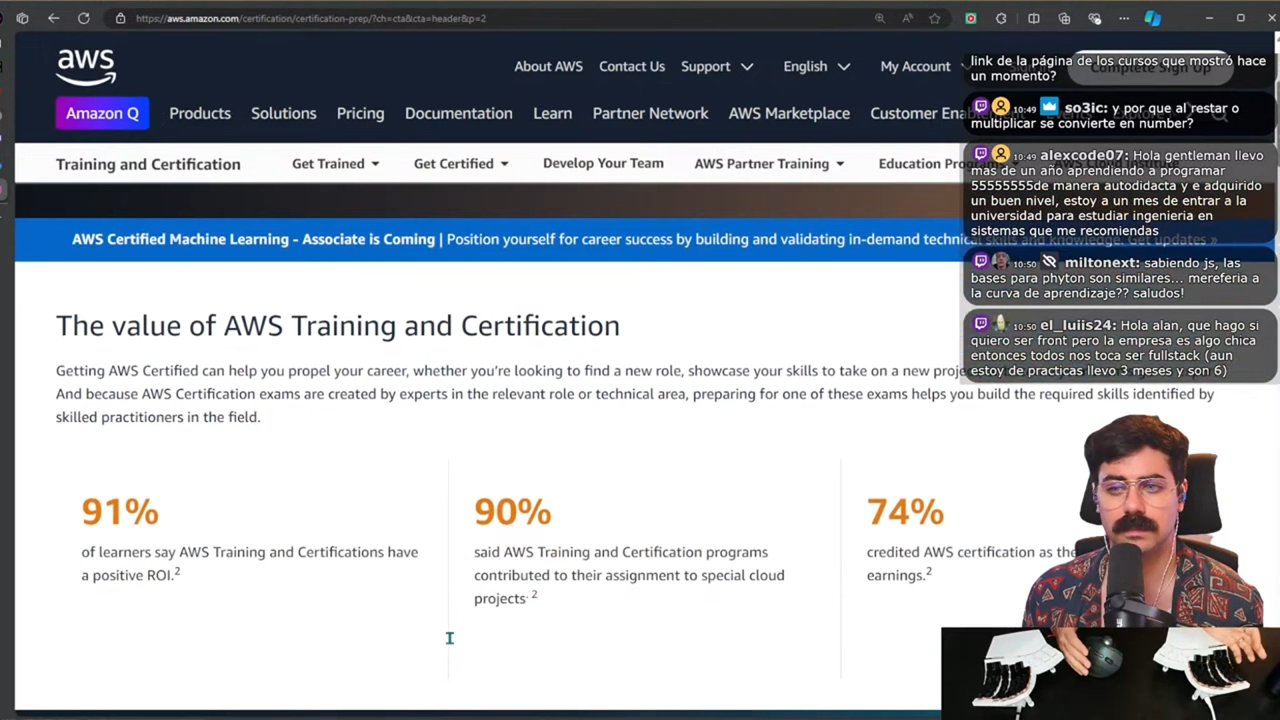 https://aws.amazon.com/certification/certification-prep/?ch=cta&cta=header&p=2
aws
About AWS
Contact Us
Support
English
My Account
Amazon Q
Products
Solutions
Pricing
Documentation
Learn
Partner Network
AWS Marketplace
Customer
Training and Certification
Get Trained
Get Certified
Develop Your Team
AWS Partner Training
Education
AWS Certified Machine Learning - Associate is Coming | Position yourself for career success by building and validating in-demand technical skills and knowledge. Get updates »
The value of AWS Training and Certification
Getting AWS Certified can help you propel your career, whether you're looking to find a new role, showcase your skills to take on a new
And because AWS Certification exams are created by experts in the relevant role or technical area, preparing for one of these exams helps you build the required skills identified by
skilled practitioners in the field.
91%
of learners say AWS Training and Certifications have
a positive ROI.2
90%
said AWS Training and Certification programs
contributed to their assignment to special cloud
projects. 2
74%
credited AWS certification as the
earnings.2
link de la página de los cursos que mostró hace
un momento?
Complete Sign Up
10:49 so3ic: y por que al restar o
multiplicar se convierte en number?
10:49 alexcode07: Hola gentleman llevo
mas de un año aprendiendo a programar
55555555de manera autodidacta y e adquirido
un buen nivel, estoy a un mes de entrar a la
universidad para estudiar ingenieria en
sistemas que me recomiendas
10:50 miltonext: sabiendo js, las
bases para phyton son similares... mereferia a
la curva de aprendizaje?? saludos!
10:50 el_luiis24: Hola alan, que hago si
quiero ser front pero la empresa es algo chica
entonces todos nos toca ser fullstack (aun
estoy de practicas llevo 3 meses y son 6)